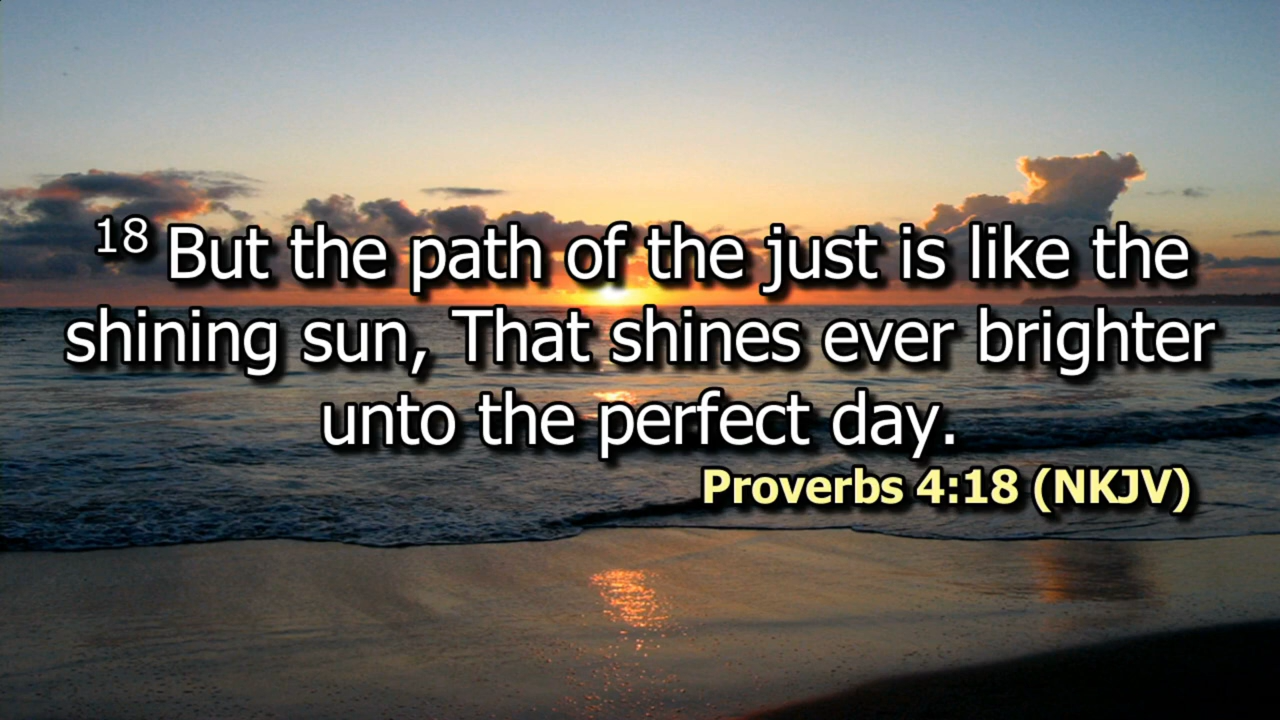 18 But the path of the just is like the
shining sun, That shines ever brighter
unto the perfect day.
Proverbs 4:18 (NKJV)